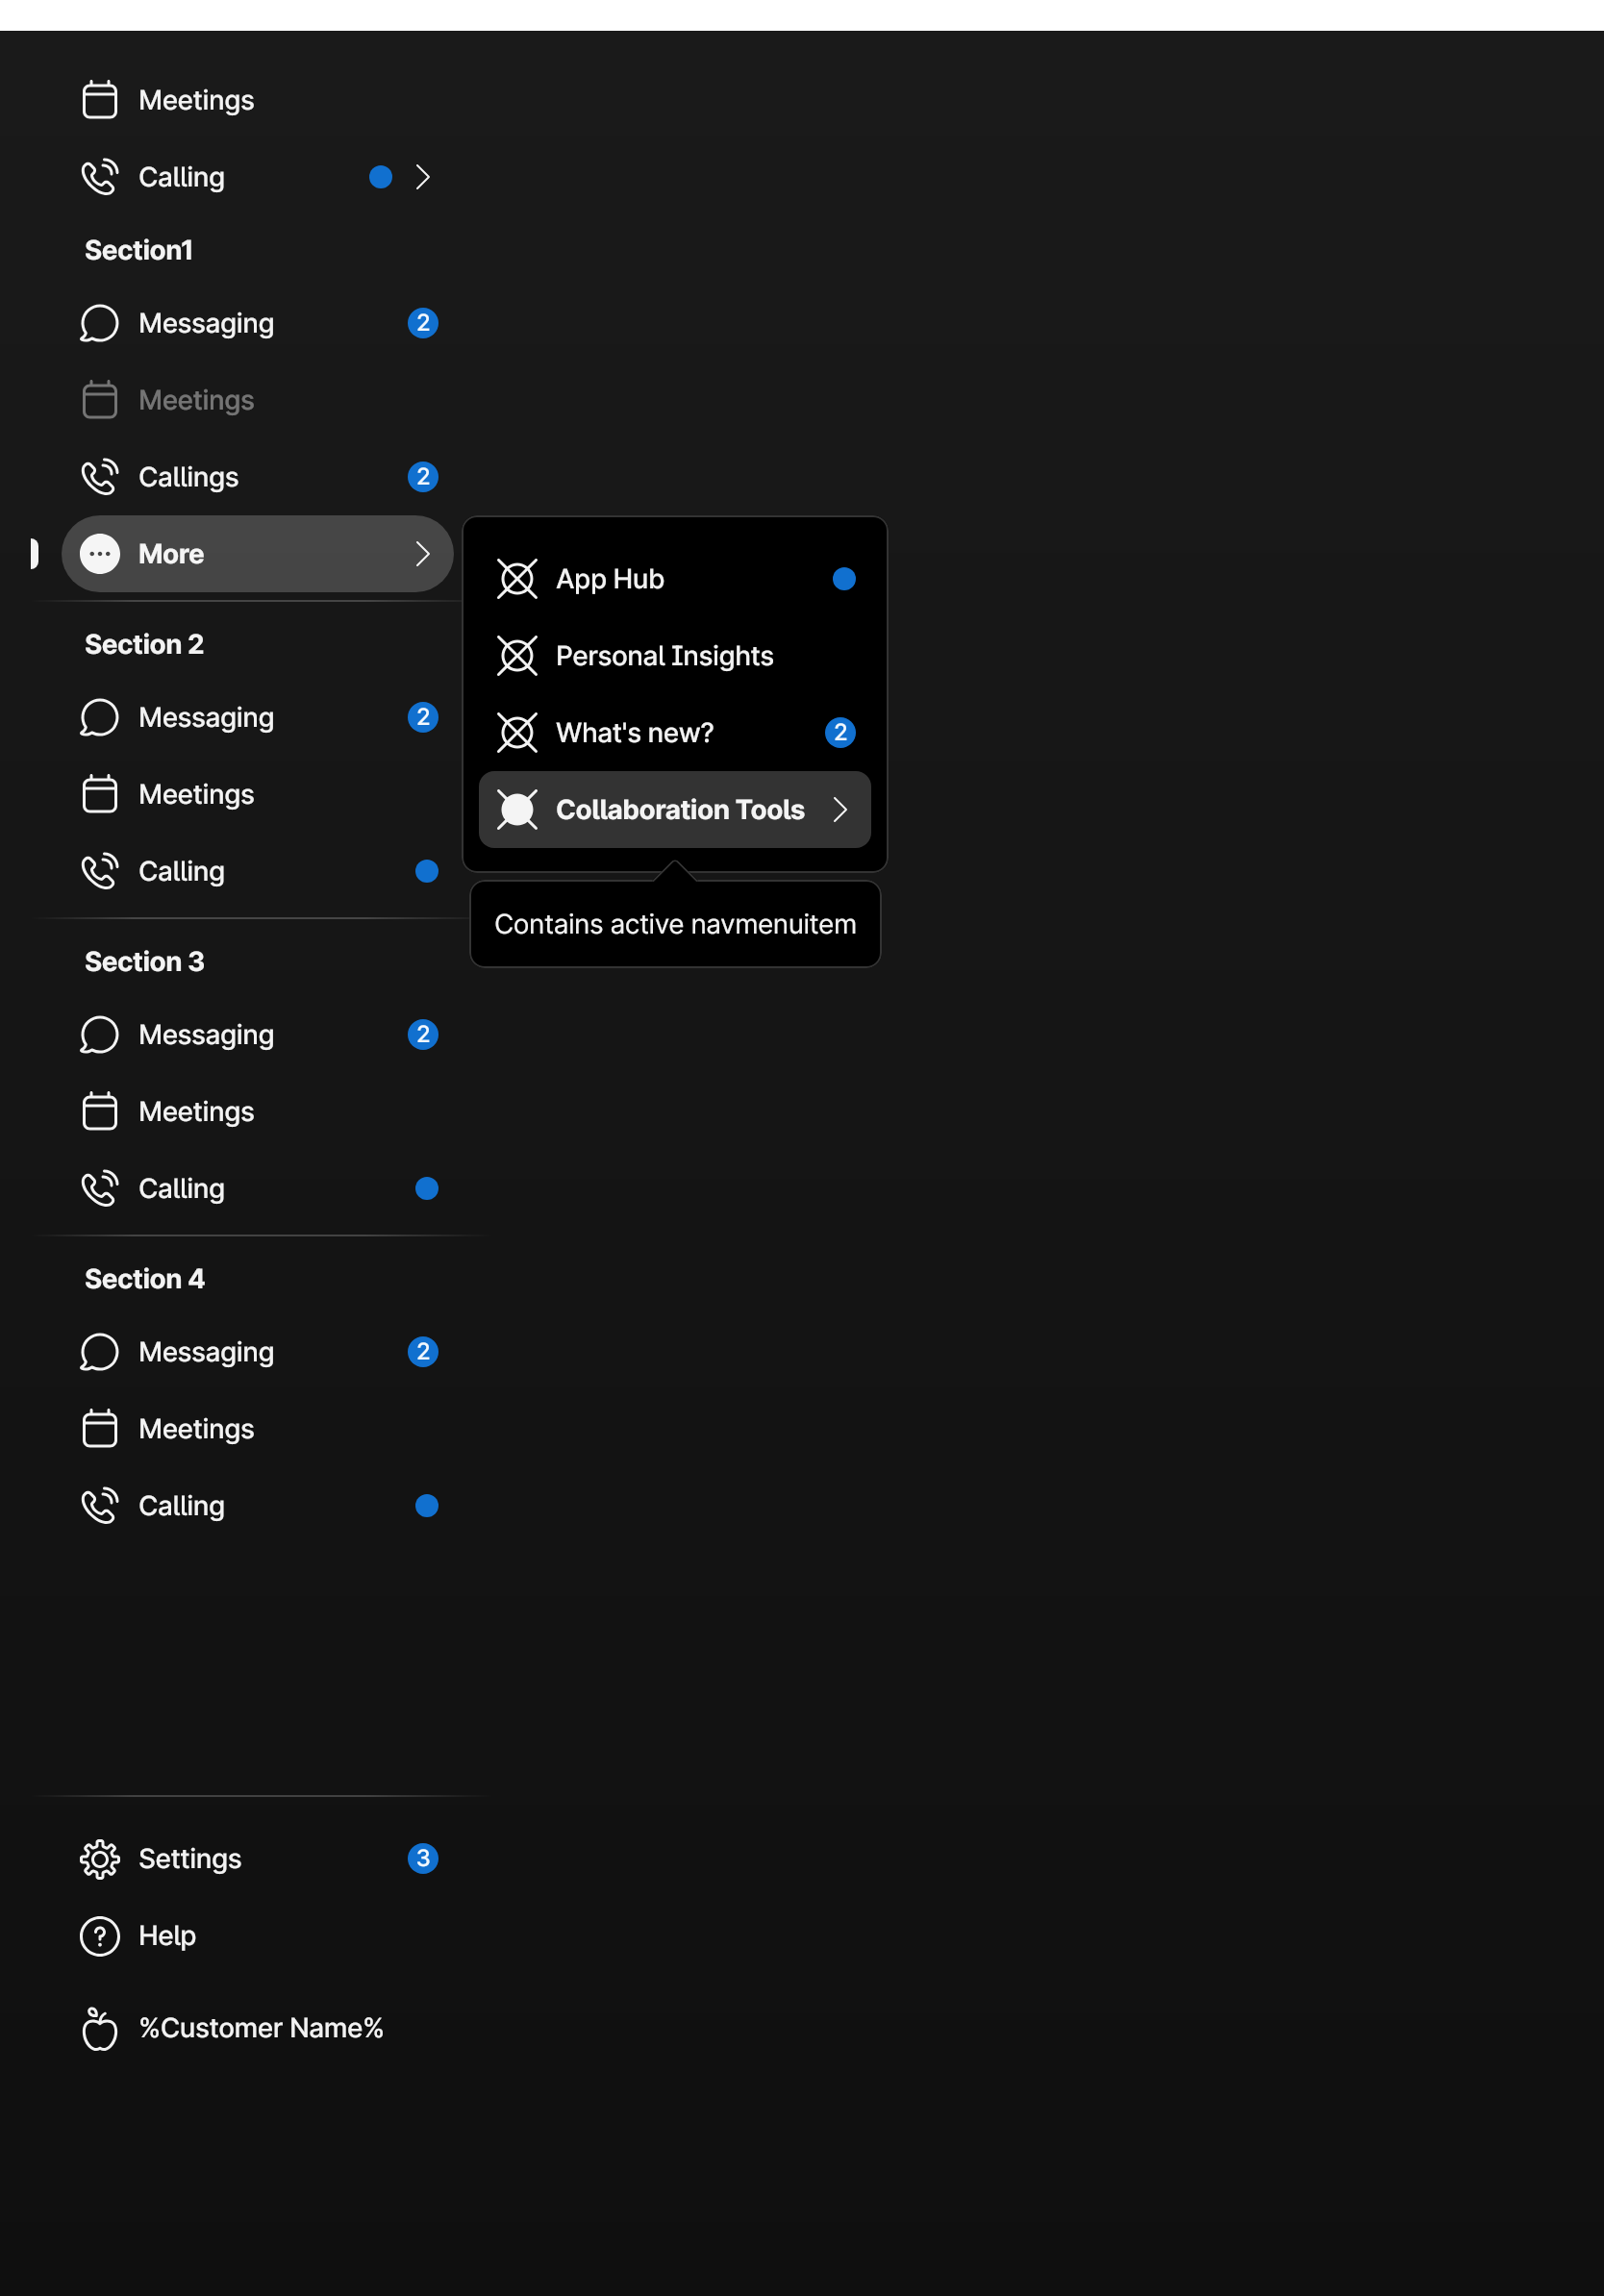 Meetings
Calling
Section1
Messaging 2
Meetings
Callings 2
More
App Hub
Personal Insights
What's new? 2
Collaboration Tools
Contains active navmenuitem
Section 2
Messaging 2
Meetings
Calling
Section 3
Messaging 2
Meetings
Calling
Section 4
Messaging 2
Meetings
Calling
Settings 3
Help
%Customer Name%